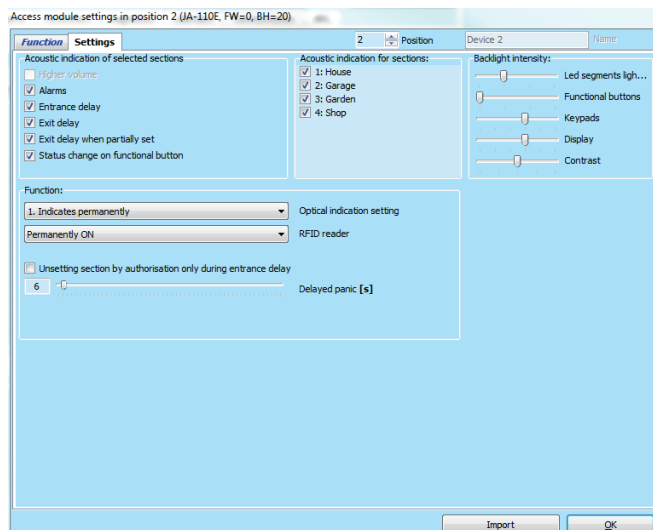 Access module settings in position 2 (JA-110E, FW=0, BH=20)
Function Settings 2 Position Device 2 Name
Acoustic indication of selected sections
Higher volume
Alarms
Entrance delay
Exit delay
Exit delay when partially set
Status change on functional button
Acoustic indication for sections:
1: House
2: Garage
3: Garden
4: Shop
Backlight intensity:
Led segments ligh...
Functional buttons
Keypads
Display
Contrast
Function:
1. Indicates permanently Optical indication setting
Permanently ON RFID reader
Unsetting section by authorisation only during entrance delay
6 Delayed panic [s]
Import OK